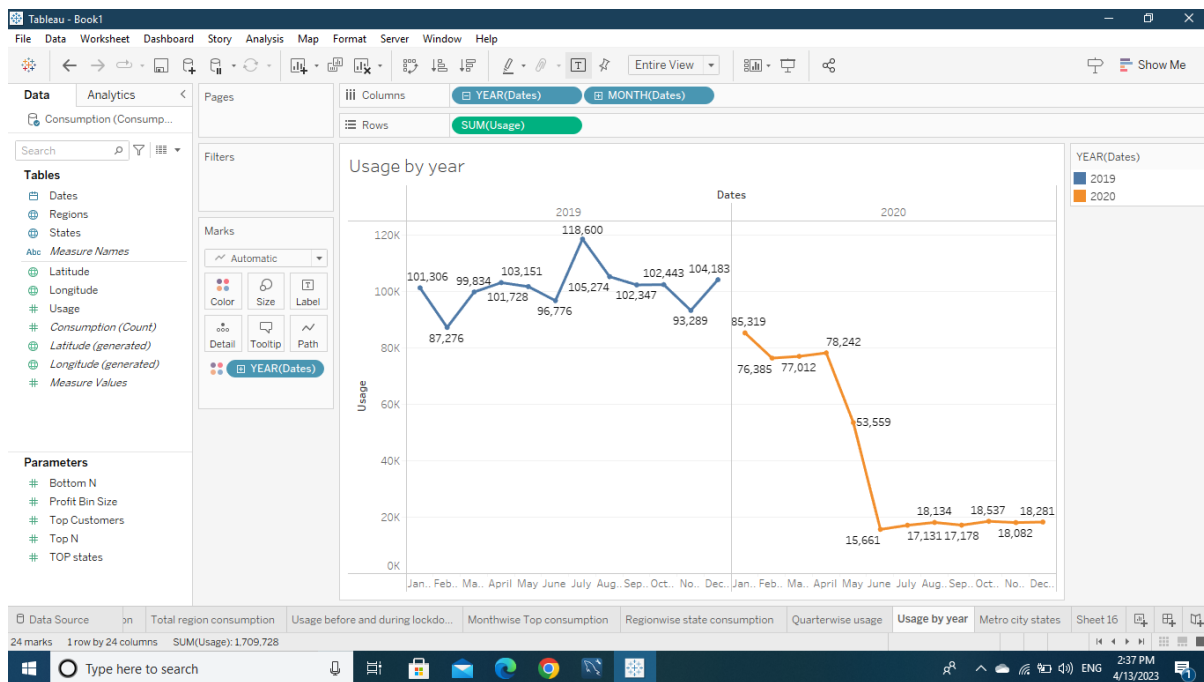 Tableau - Book1
File Data Worksheet Dashboard Story Analysis Map Format Server Window Help
Entire View
Show Me
Data Analytics
Consumption (Consump...
Search
Tables
Dates
Regions
States
Abc Measure Names
Latitude
Longitude
Usage
Consumption (Count)
Latitude (generated)
Longitude (generated)
Measure Values
Parameters
Bottom N
Profit Bin Size
Top Customers
Top N
TOP states
Pages
Filters
Marks
Automatic
Color Size Label
Detail Tooltip Path
YEAR(Dates)
Columns YEAR(Dates) MONTH(Dates)
Rows SUM(Usage)
Usage by year
Dates
2019 2020
Usage
120K
100K
80K
60K
40K
20K
0K
101,306
87,276
99,834
103,151
101,728
96,776
118,600
105,274
102,347
102,443
93,289
104,183
85,319
76,385
77,012
78,242
53,559
15,661
17,131
18,134
17,178
18,537
18,082
18,281
Jan.. Feb.. Ma.. April May June July Aug.. Sep.. Oct.. No.. Dec.. Jan.. Feb.. Ma.. April May June July Aug.. Sep.. Oct.. No.. Dec..
YEAR(Dates)
2019
2020
Data Source on Total region consumption Usage before and during lockdo... Monthwise Top consumption Regionwise state consumption Quarterwise usage Usage by year Metro city states Sheet 16
24 marks 1 row by 24 columns SUM(Usage): 1,709,728
Type here to search
ENG
2:37 PM
4/13/2023
1